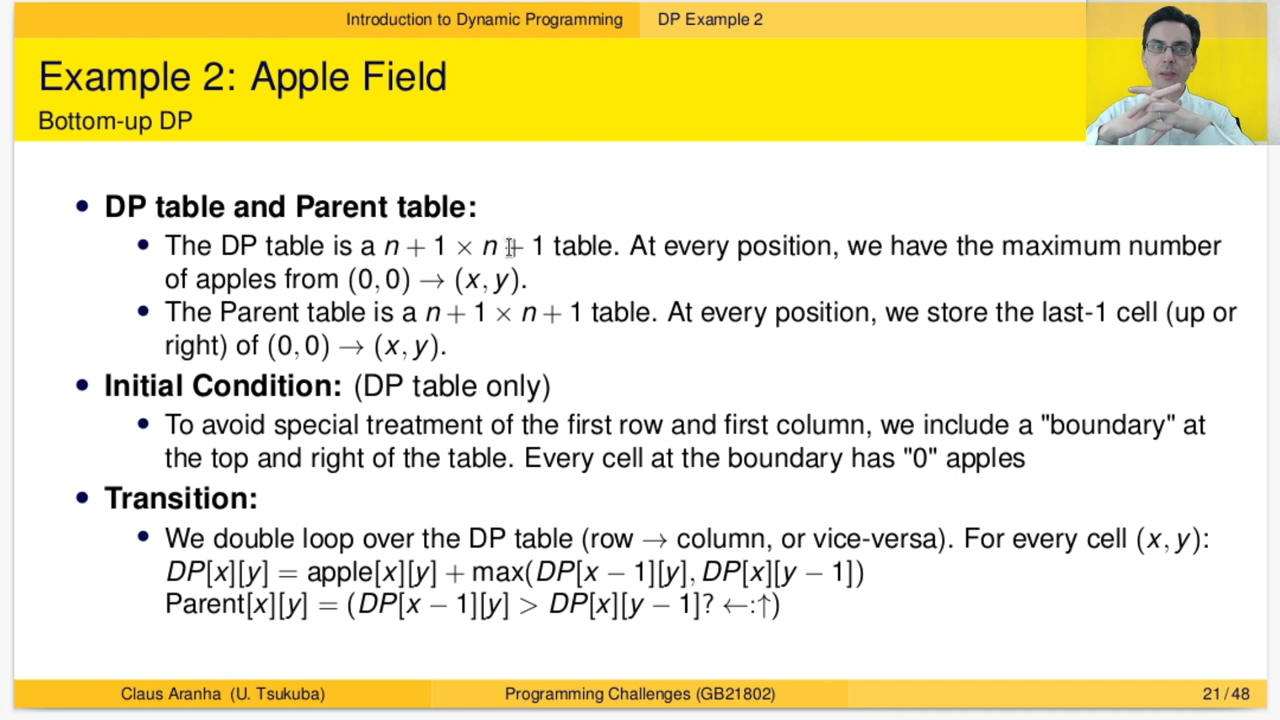 Introduction to Dynamic Programming DP Example 2
Example 2: Apple Field
Bottom-up DP
• DP table and Parent table:
• The DP table is a n + 1 × n + 1 table. At every position, we have the maximum number
of apples from (0, 0) → (x, y).
• The Parent table is a n + 1 × n + 1 table. At every position, we store the last-1 cell (up or
right) of (0, 0) → (x, y).
• Initial Condition: (DP table only)
• To avoid special treatment of the first row and first column, we include a "boundary" at
the top and right of the table. Every cell at the boundary has "0" apples
• Transition:
• We double loop over the DP table (row → column, or vice-versa). For every cell (x, y):
DP[x][y] = apple[x][y] + max(DP[x − 1][y], DP[x][y − 1])
Parent[x][y] = (DP[x − 1][y] > DP[x][y − 1]? ←:↑)
Claus Aranha (U. Tsukuba) Programming Challenges (GB21802) 21 / 48